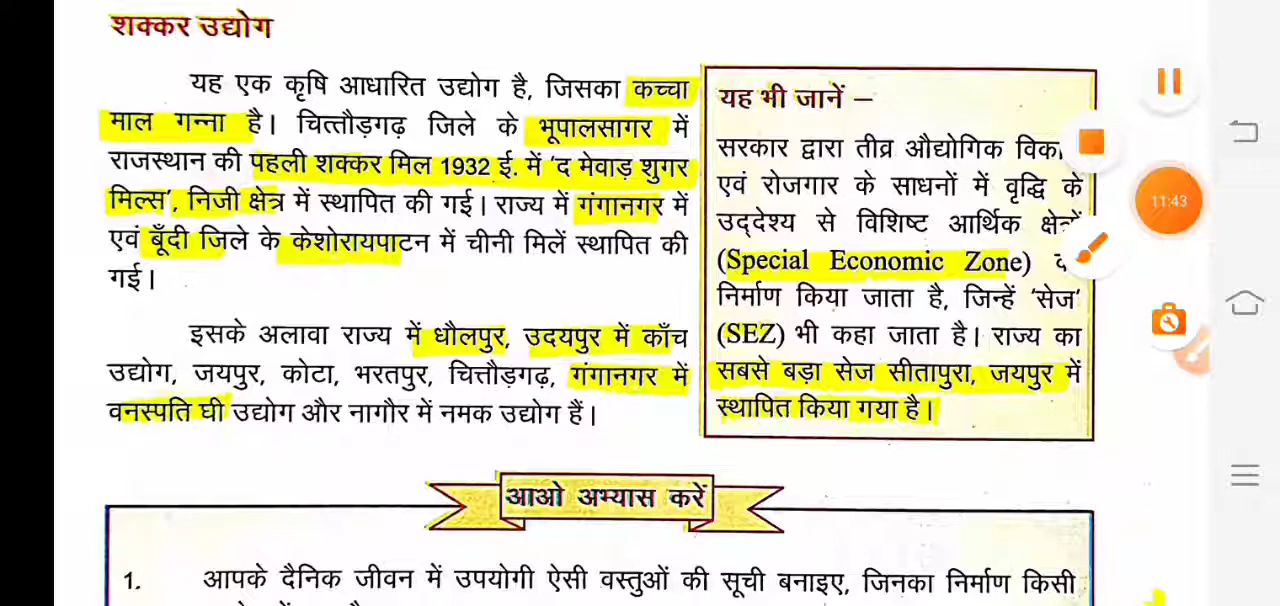 शक्कर उद्योग
यह एक कृषि आधारित उद्योग है, जिसका कच्चा
माल गन्ना है। चित्तौड़गढ़ जिले के भूपालसागर में
राजस्थान की पहली शक्कर मिल 1932 ई. में 'द मेवाड़ शुगर
मिल्स', निजी क्षेत्र में स्थापित की गई। राज्य में गंगानगर में
एवं बूँदी जिले के केशोरायपाटन में चीनी मिलें स्थापित की
गई।
इसके अलावा राज्य में धौलपुर, उदयपुर में काँच
उद्योग, जयपुर, कोटा, भरतपुर, चित्तौड़गढ़, गंगानगर में
वनस्पति घी उद्योग और नागौर में नमक उद्योग हैं।
यह भी जानें –
सरकार द्वारा तीव्र औद्योगिक
एवं रोजगार के साधनों में वृद्धि के
उद्देश्य से विशिष्ट आर्थिक क्षेत्रों
(Special Economic Zone)
निर्माण किया जाता है, जिन्हें 'सेज'
(SEZ) भी कहा जाता है। राज्य का
सबसे बड़ा सेज सीतापुरा, जयपुर में
स्थापित किया गया है।
11:43
आओ अभ्यास करें
1. आपके दैनिक जीवन में उपयोगी ऐसी वस्तुओं की सूची बनाइए, जिनका निर्माण किसी